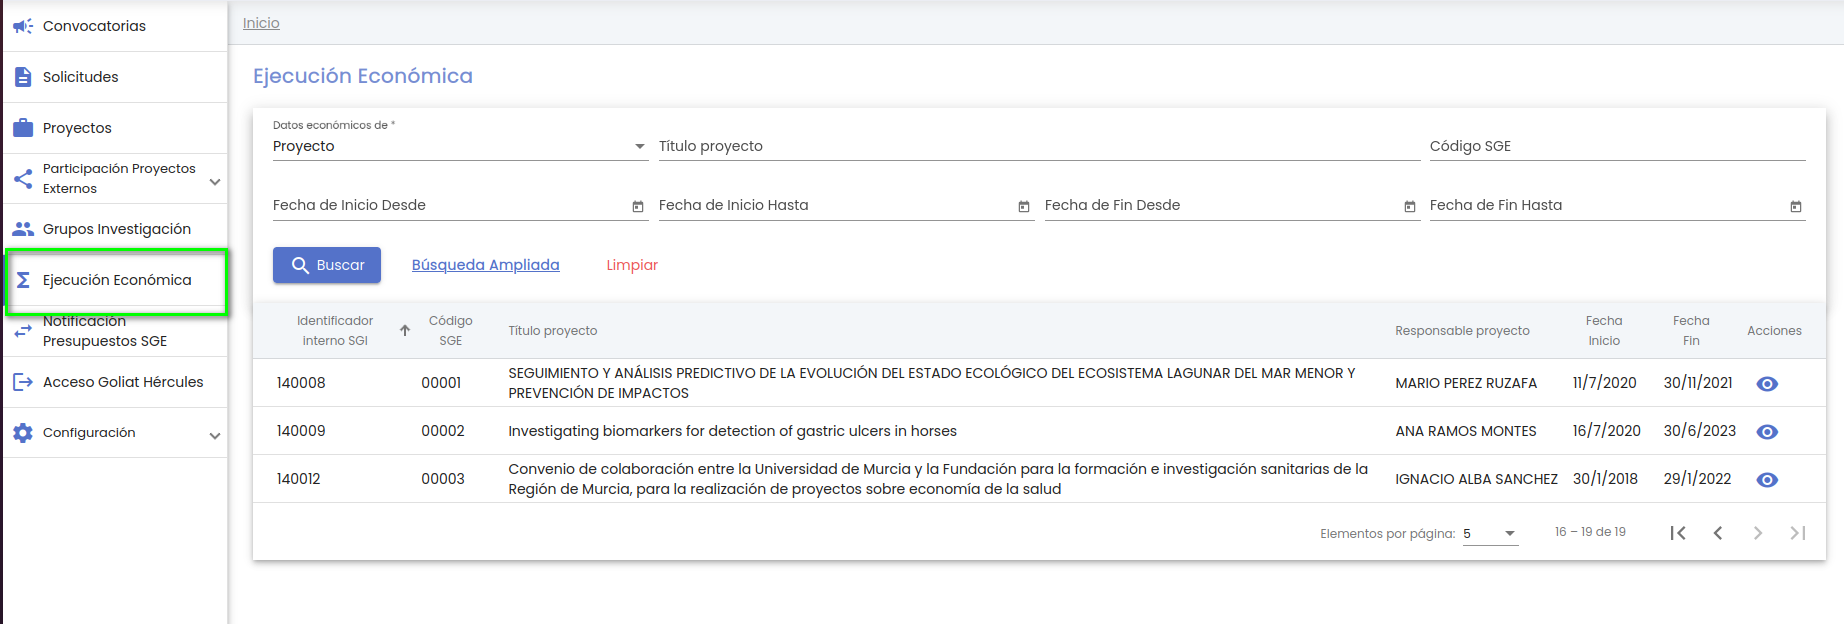 Convocatorias
Solicitudes
Proyectos
Participación Proyectos
Externos
Grupos Investigación
Ejecución Económica
Notificación
Presupuestos SGE
Acceso Goliat Hércules
Configuración
Inicio
Ejecución Económica
Datos económicos de *
Proyecto
Título proyecto
Código SGE
Fecha de Inicio Desde
Fecha de Inicio Hasta
Fecha de Fin Desde
Fecha de Fin Hasta
Buscar
Búsqueda Ampliada
Limpiar
Identificador
interno SGI
Código
SGE
Título proyecto
Responsable proyecto
Fecha
Inicio
Fecha
Fin
Acciones
140008
00001
SEGUIMIENTO Y ANÁLISIS PREDICTIVO DE LA EVOLUCIÓN DEL ESTADO ECOLÓGICO DEL ECOSISTEMA LAGUNAR DEL MAR MENOR Y
PREVENCIÓN DE IMPACTOS
MARIO PEREZ RUZAFA
11/7/2020
30/11/2021
140009
00002
Investigating biomarkers for detection of gastric ulcers in horses
ANA RAMOS MONTES
16/7/2020
30/6/2023
140012
00003
Convenio de colaboración entre la Universidad de Murcia y la Fundación para la formación e investigación sanitarias de la
Región de Murcia, para la realización de proyectos sobre economía de la salud
IGNACIO ALBA SANCHEZ
30/1/2018
29/1/2022
Elementos por página:
5
16 – 19 de 19